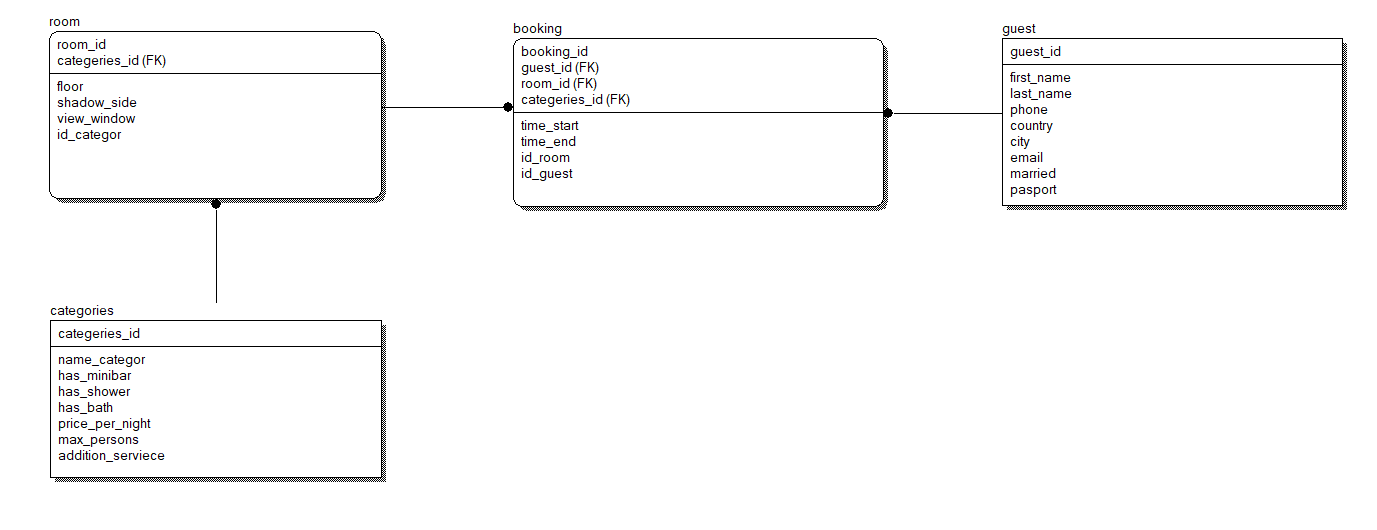 room
room_id
categeries_id (FK)
floor
shadow_side
view_window
id_categor
booking
booking_id
guest_id (FK)
room_id (FK)
categeries_id (FK)
time_start
time_end
id_room
id_guest
guest
guest_id
first_name
last_name
phone
country
city
email
married
pasport
categories
categeries_id
name_categor
has_minibar
has_shower
has_bath
price_per_night
max_persons
addition_serviece